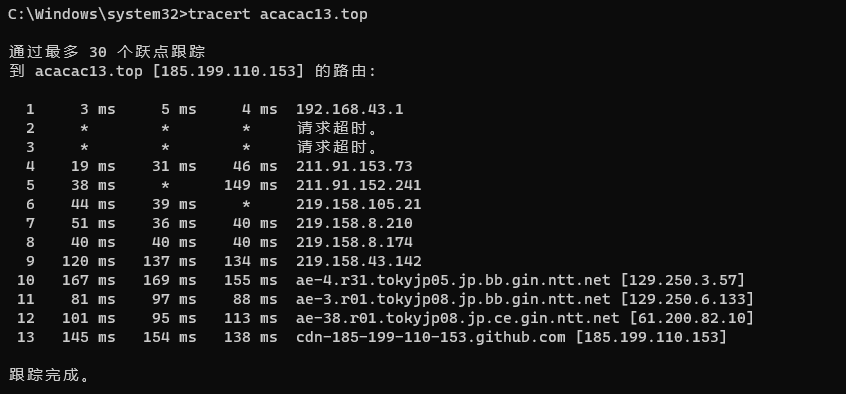 C:\Windows\system32>tracert acacac13.top
通过最多 30 个跃点跟踪
到 acacac13.top [185.199.110.153] 的路由:
1 3 ms 5 ms 4 ms 192.168.43.1
2 * * * 请求超时。
3 * * * 请求超时。
4 19 ms 31 ms 46 ms 211.91.153.73
5 38 ms * 149 ms 211.91.152.241
6 44 ms 39 ms * 219.158.105.21
7 51 ms 36 ms 40 ms 219.158.8.210
8 40 ms 40 ms 40 ms 219.158.8.174
9 120 ms 137 ms 134 ms 219.158.43.142
10 167 ms 169 ms 155 ms ae-4.r31.tokyjp05.jp.bb.gin.ntt.net [129.250.3.57]
11 81 ms 97 ms 88 ms ae-3.r01.tokyjp08.jp.bb.gin.ntt.net [129.250.6.133]
12 101 ms 95 ms 113 ms ae-38.r01.tokyjp08.jp.ce.gin.ntt.net [61.200.82.10]
13 145 ms 154 ms 138 ms cdn-185-199-110-153.github.com [185.199.110.153]
跟踪完成。